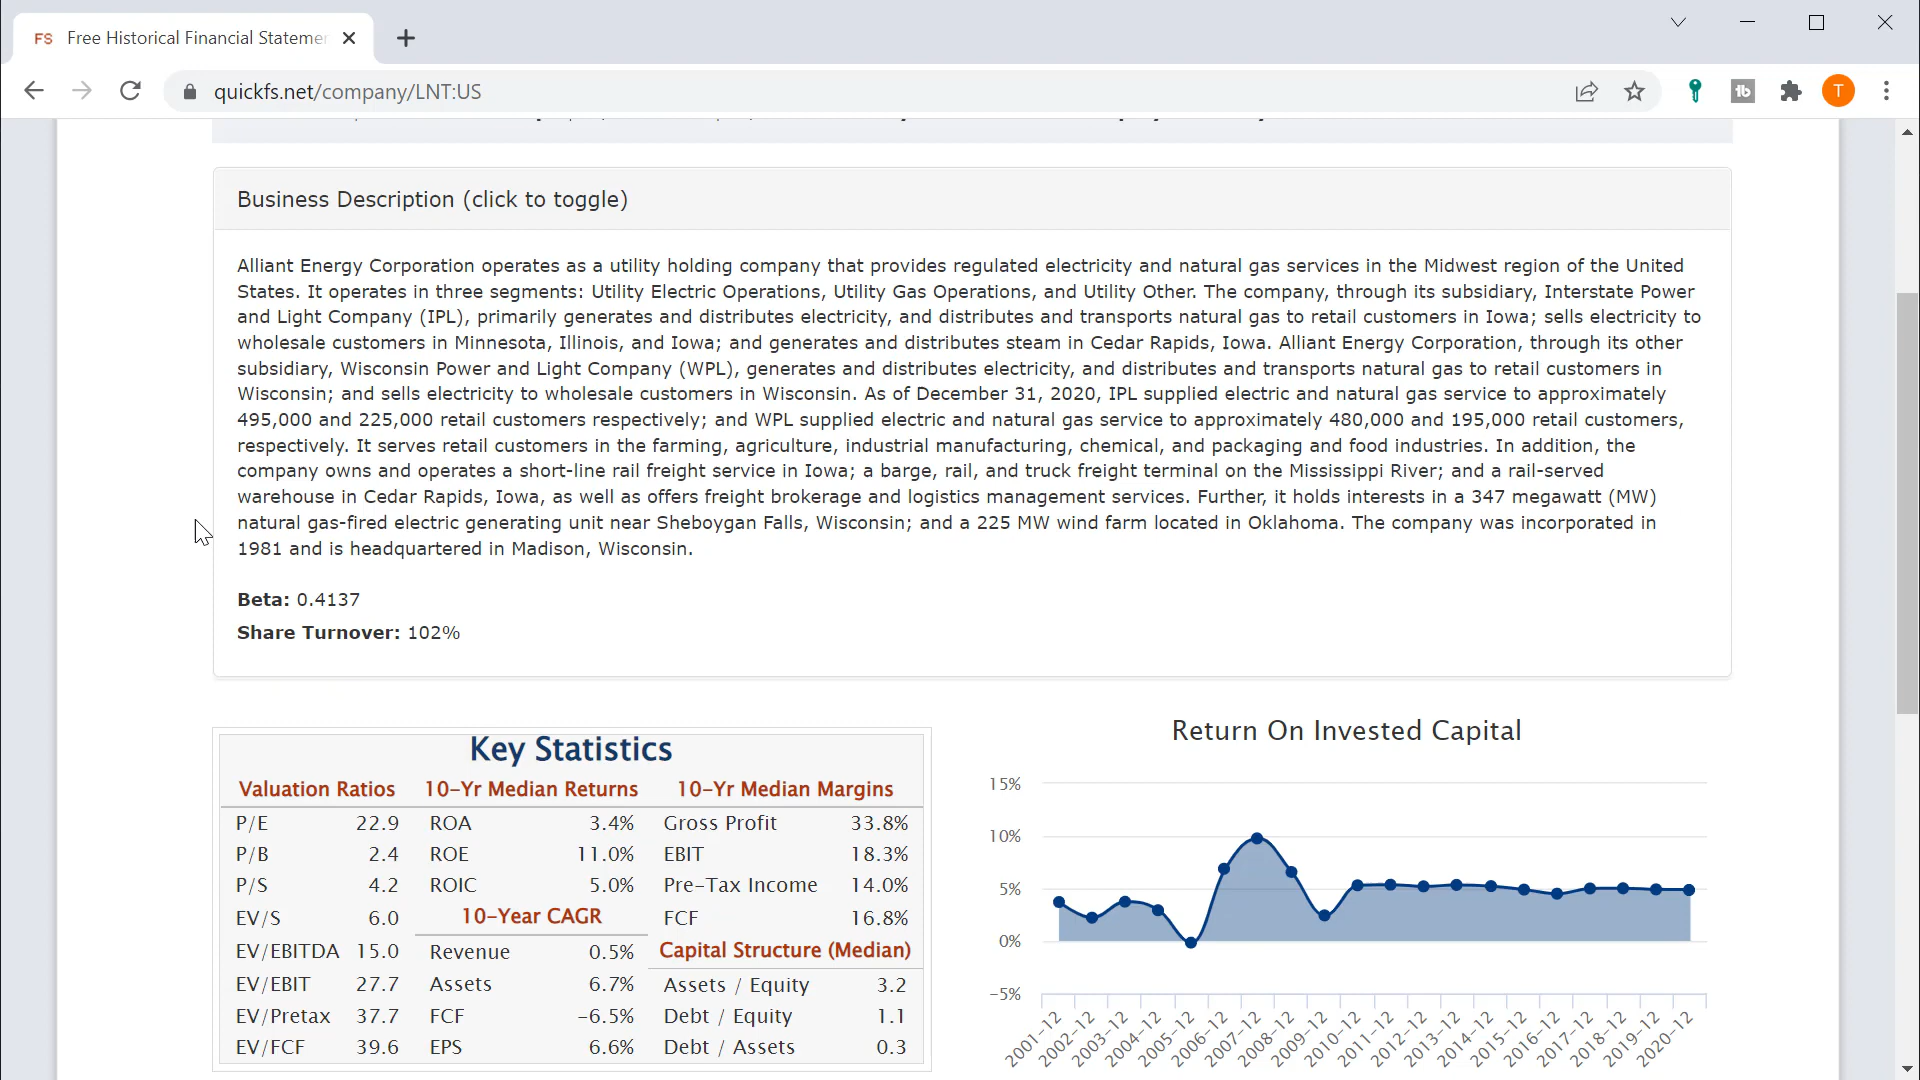 FS Free Historical Financial Statemen
quickfs.net/company/LNT:US
T
Business Description (click to toggle)
Alliant Energy Corporation operates as a utility holding company that provides regulated electricity and natural gas services in the Midwest region of the United
States. It operates in three segments: Utility Electric Operations, Utility Gas Operations, and Utility Other. The company, through its subsidiary, Interstate Power
and Light Company (IPL), primarily generates and distributes electricity, and distributes and transports natural gas to retail customers in Iowa; sells electricity to
wholesale customers in Minnesota, Illinois, and Iowa; and generates and distributes steam in Cedar Rapids, Iowa. Alliant Energy Corporation, through its other
subsidiary, Wisconsin Power and Light Company (WPL), generates and distributes electricity, and distributes and transports natural gas to retail customers in
Wisconsin; and sells electricity to wholesale customers in Wisconsin. As of December 31, 2020, IPL supplied electric and natural gas service to approximately
495,000 and 225,000 retail customers respectively; and WPL supplied electric and natural gas service to approximately 480,000 and 195,000 retail customers,
respectively. It serves retail customers in the farming, agriculture, industrial manufacturing, chemical, and packaging and food industries. In addition, the
company owns and operates a short-line rail freight service in Iowa; a barge, rail, and truck freight terminal on the Mississippi River; and a rail-served
warehouse in Cedar Rapids, Iowa, as well as offers freight brokerage and logistics management services. Further, it holds interests in a 347 megawatt (MW)
natural gas-fired electric generating unit near Sheboygan Falls, Wisconsin; and a 225 MW wind farm located in Oklahoma. The company was incorporated in
1981 and is headquartered in Madison, Wisconsin.
Beta: 0.4137
Share Turnover: 102%
Key Statistics
Valuation Ratios 10-Yr Median Returns 10-Yr Median Margins
P/E 22.9 ROA 3.4% Gross Profit 33.8%
P/B 2.4 ROE 11.0% EBIT 18.3%
P/S 4.2 ROIC 5.0% Pre-Tax Income 14.0%
EV/S 6.0 10-Year CAGR FCF 16.8%
EV/EBITDA 15.0 Revenue 0.5% Capital Structure (Median)
EV/EBIT 27.7 Assets 6.7% Assets / Equity 3.2
EV/Pretax 37.7 FCF -6.5% Debt / Equity 1.1
EV/FCF 39.6 EPS 6.6% Debt / Assets 0.3
Return On Invested Capital
15%
10%
5%
0%
-5%
2001-12 2002-12 2003-12 2004-12 2005-12 2006-12 2007-12 2008-12 2009-12 2010-12 2011-12 2012-12 2013-12 2014-12 2015-12 2016-12 2017-12 2018-12 2019-12 2020-12